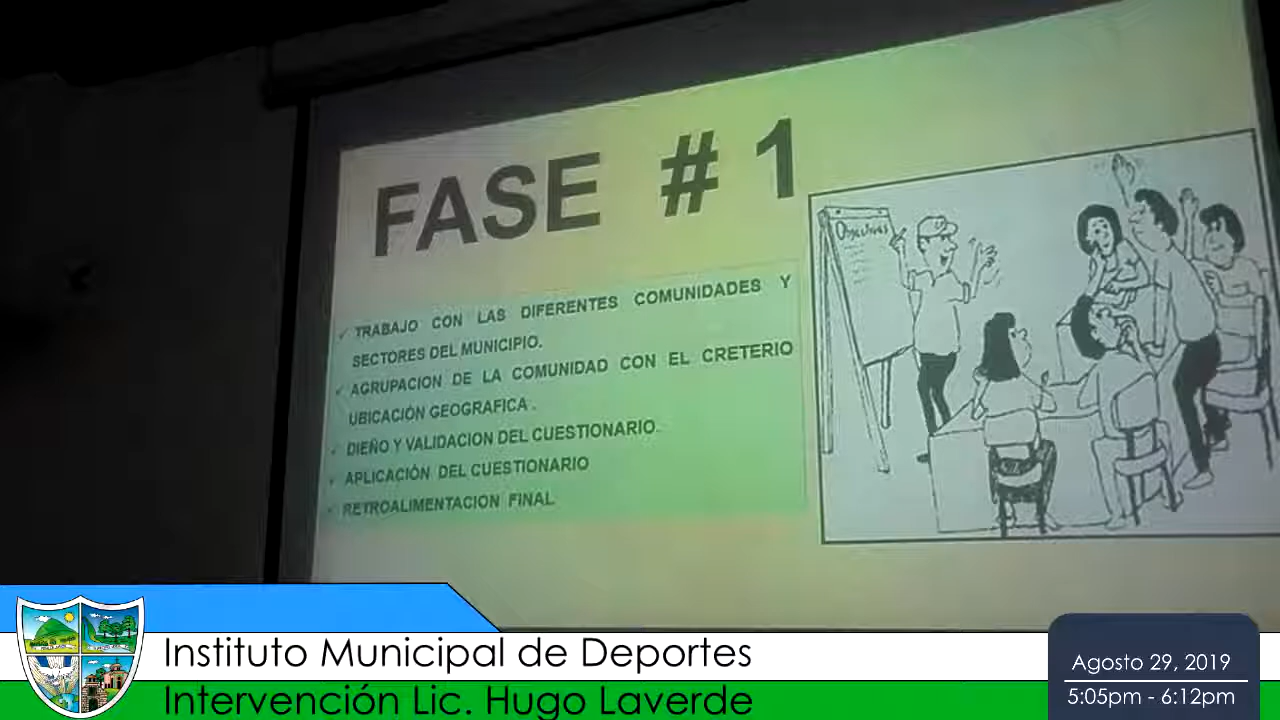 FASE # 1
✓ TRABAJO CON LAS DIFERENTES COMUNIDADES Y
SECTORES DEL MUNICIPIO.
✓ AGRUPACION DE LA COMUNIDAD CON EL CRETERIO
UBICACIÓN GEOGRAFICA .
✓ DIEÑO Y VALIDACION DEL CUESTIONARIO.
✓ APLICACIÓN DEL CUESTIONARIO
✓ RETROALIMENTACION FINAL
Objectives
Instituto Municipal de Deportes
Intervención Lic. Hugo Laverde
Agosto 29, 2019
5:05pm - 6:12pm